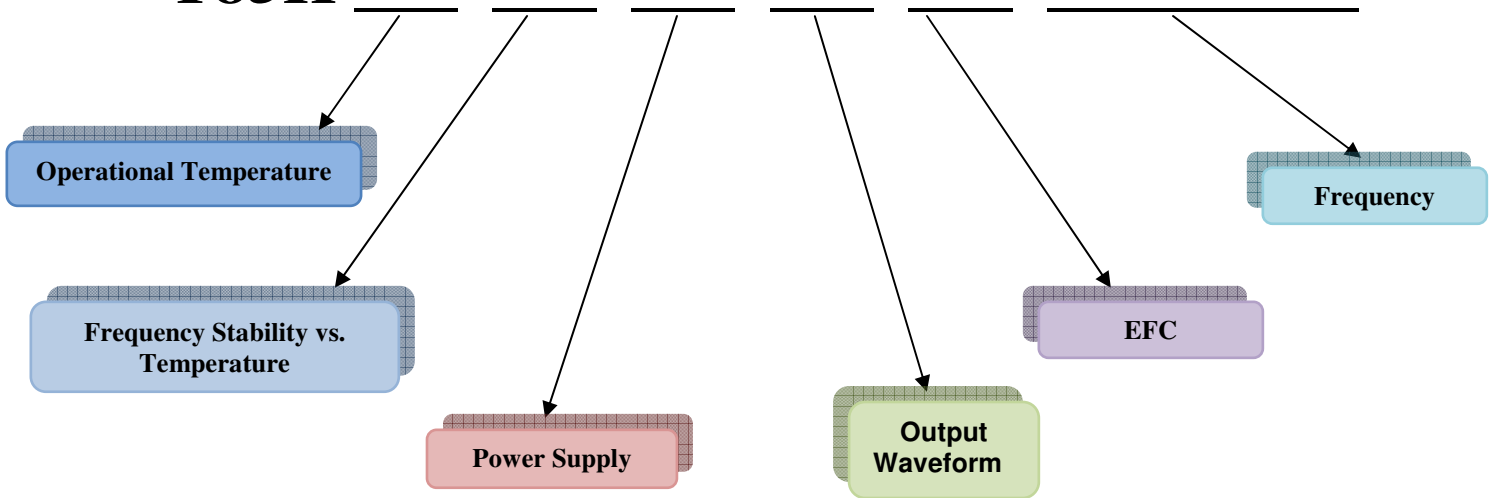 Operational Temperature
Frequency
Frequency Stability vs.
Temperature
EFC
Output
Waveform
Power Supply